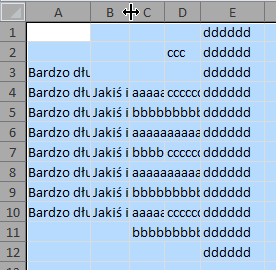 A B C D E
1 dddddd
2 ccc dddddd
3 Bardzo dłu dddddd
4 Bardzo dłu Jakiś i aaaaa cccccc dddddd
5 Bardzo dłu Jakiś i bbbbbbbbb dddddd
6 Bardzo dłu Jakiś i aaaaaaaaaa dddddd
7 Bardzo dłu Jakiś i bbbb cccccc dddddd
8 Bardzo dłu Jakiś i aaaaaaaaaa dddddd
9 Bardzo dłu Jakiś i bbbbbbbbb dddddd
10 Bardzo dłu Jakiś i aaaaa cccccc dddddd
11 bbbbbbbbb dddddd
12 dddddd